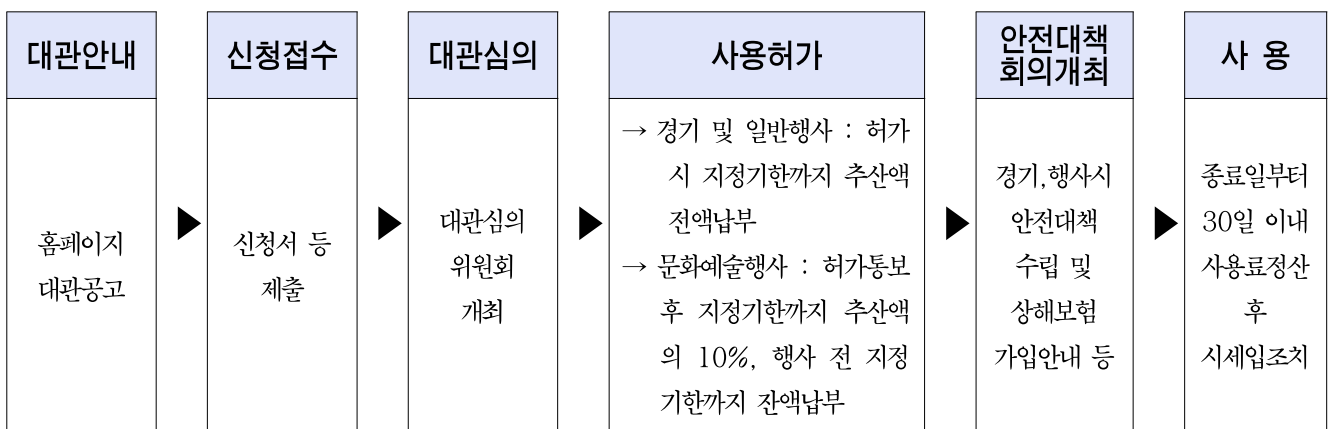 대관안내
홈페이지
대관공고
신청접수
신청서 등
제출
대관심의
대관심의
위원회
개최
사용허가
→ 경기 및 일반행사 : 허가
시 지정기한까지 추산액
전액납부
→ 문화예술행사 : 허가통보
후 지정기한까지 추산액
의 10%, 행사 전 지정
기한까지 잔액납부
안전대책
회의개최
경기,행사시
안전대책
수립 및
상해보험
가입안내 등
사 용
종료일부터
30일 이내
사용료정산
후
시세입조치